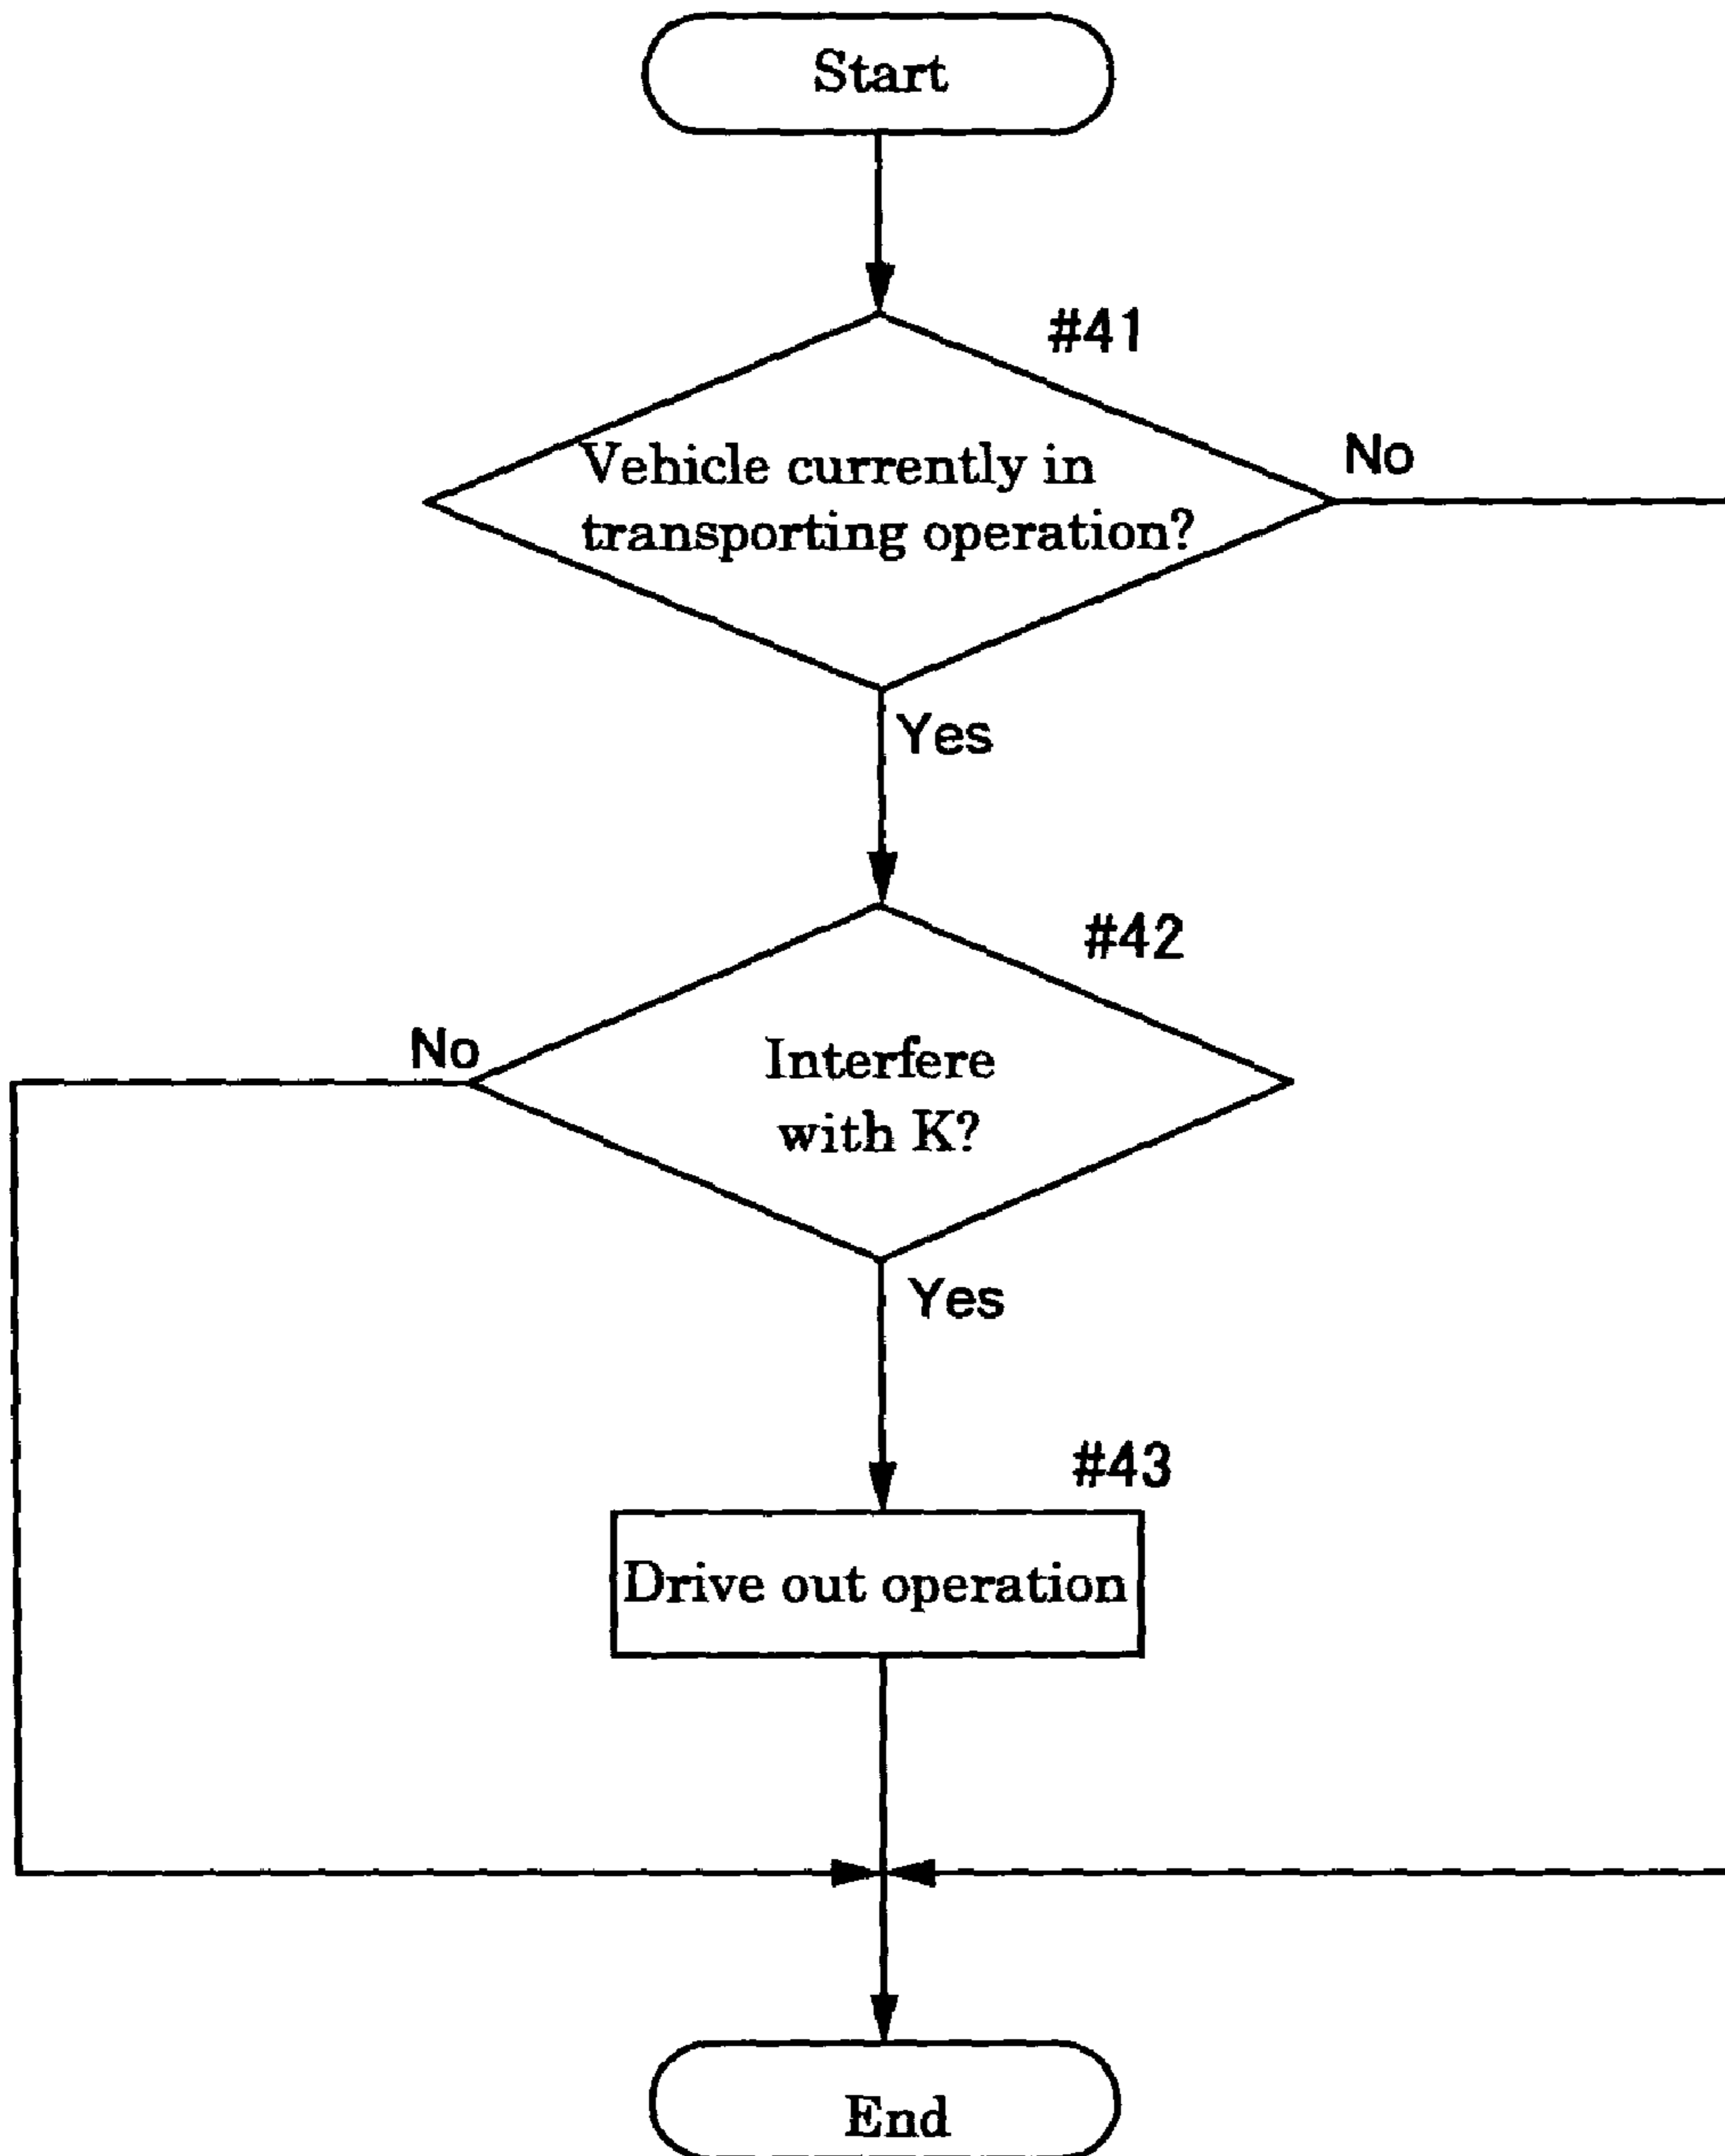 Start
#41
Vehicle currently in
transporting operation?
No
Yes
#42
No
Interfere
with K?
Yes
#43
Drive out operation
End